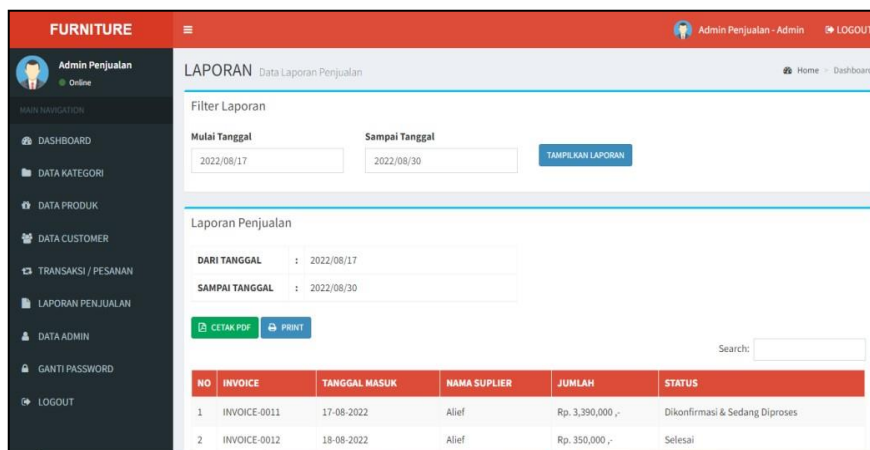 FURNITURE
Admin Penjualan - Admin LOGOUT
Admin Penjualan
Online
LAPORAN Data Laporan Penjualan
Home Dashboard
MAIN NAVIGATION
DASHBOARD
DATA KATEGORI
DATA PRODUK
DATA CUSTOMER
TRANSAKSI / PESANAN
LAPORAN PENJUALAN
DATA ADMIN
GANTI PASSWORD
LOGOUT
Filter Laporan
Mulai Tanggal Sampai Tanggal
2022/08/17 2022/08/30 TAMPILKAN LAPORAN
Laporan Penjualan
DARI TANGGAL : 2022/08/17
SAMPAI TANGGAL : 2022/08/30
CETAK PDF PRINT
Search:
NO INVOICE TANGGAL MASUK NAMA SUPLIER JUMLAH STATUS
1 INVOICE-0011 17-08-2022 Alief Rp. 3,390,000 ,- Dikonfirmasi & Sedang Diproses
2 INVOICE-0012 18-08-2022 Alief Rp. 350,000 ,- Selesai